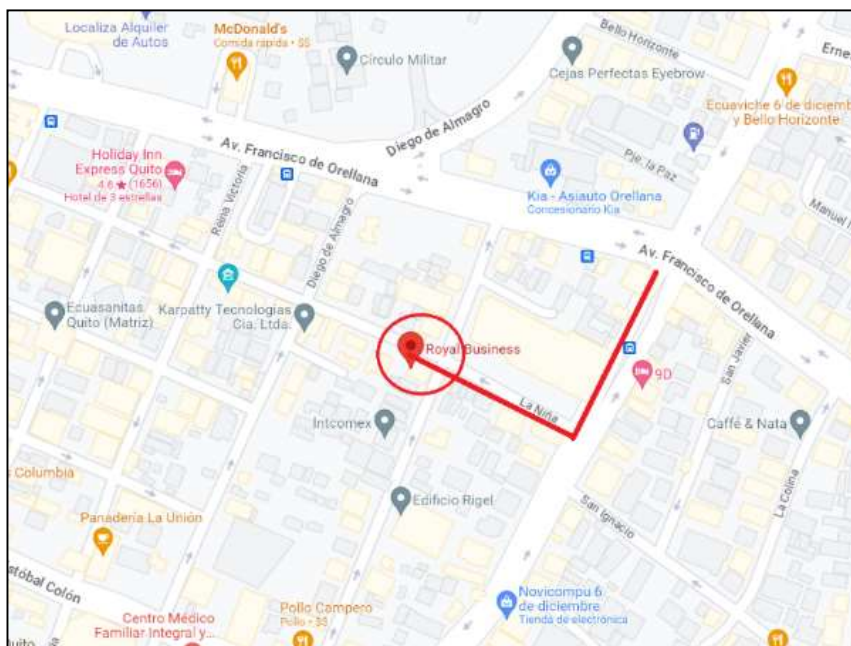 Localiza Alquiler
de Autos
McDonald's
Comida rápida • $$
Círculo Militar
Bello Horizonte
Cejas Perfectas Eyebrow
Ecuaviche 6 de diciemb
y Bello Horizonte
Diego de Almagro
Av. Francisco de Orellana
Holiday Inn
Express Quito
4.6 ★ (1656)
Hotel de 3 estrellas
Reina Victoria
Pje. la Paz
Kia - Asiauto Orellana
Concesionario Kia
Diego de Almagro
Av. Francisco de Orellana
Ecuasanitas
Quito (Matriz)
Karpatty Tecnologias
Cia. Ltda.
Royal Business
San Javier
9D
La Niña
Intcomex
Caffé & Nata
Columbia
Edificio Rigel
La Colina
San Ignacio
Panadería La Unión
stóbal Colón
Novicompu 6
de diciembre
Tienda de electrónica
Centro Médico
Familiar Integral y...
Pollo Campero
Pollo • $$